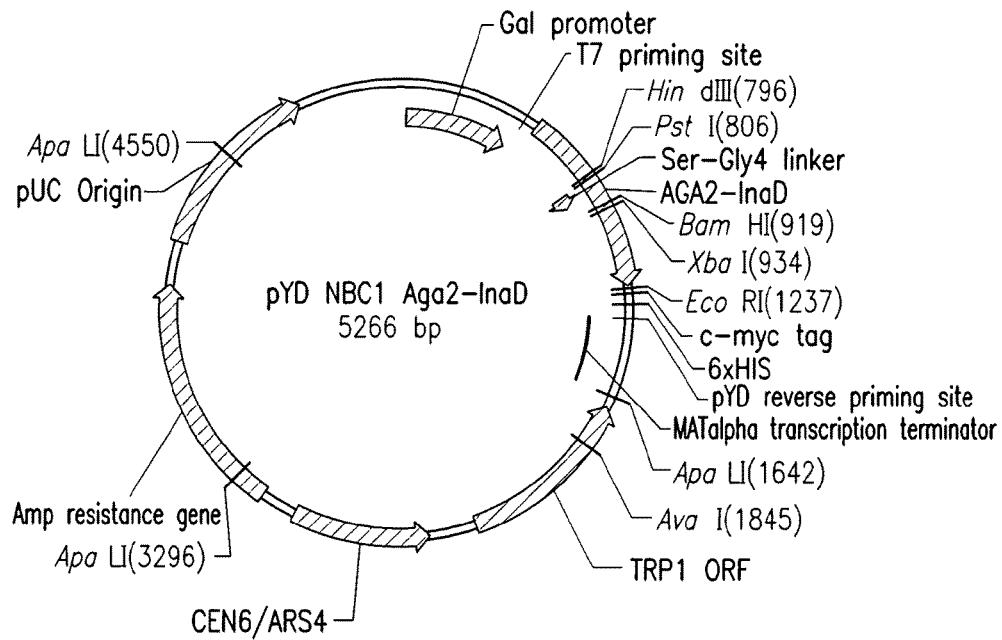 Gal promoter
T7 priming site
Hin dIII(796)
Pst I(806)
Ser-Gly4 linker
AGA2-InaD
Bam HI(919)
Xba I(934)
Eco RI(1237)
c-myc tag
6xHIS
pYD reverse priming site
MATalpha transcription terminator
Apa LI(1642)
Ava I(1845)
TRP1 ORF
CEN6/ARS4
Apa LI(3296)
Amp resistance gene
pUC Origin
Apa LI(4550)
pYD NBC1 Aga2-InaD
5266 bp